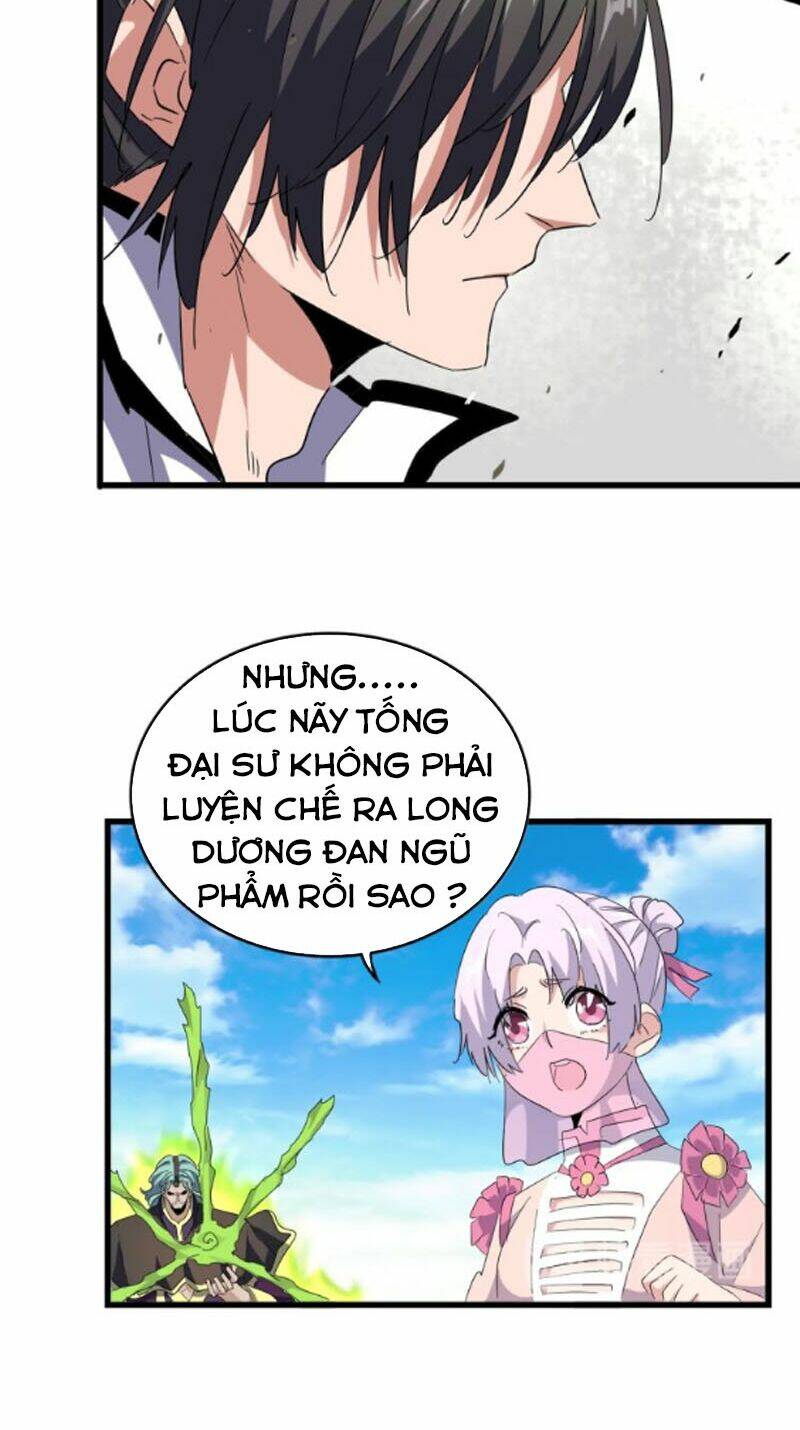 NHƯNG.....
LÚC NÃY TỐNG
ĐẠI SƯ KHÔNG PHẢI
LUYỆN CHẾ RA LONG
DƯƠNG ĐAN NGŨ
PHẨM RỒI SAO ?